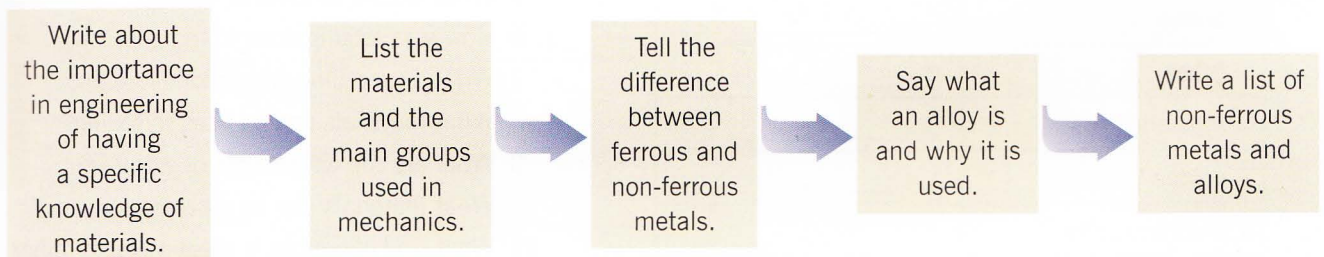 Write about
the importance
in engineering
of having
a specific
knowledge of
materials.
List the
materials
and the
main groups
used in
mechanics.
Tell the
difference
between
ferrous and
non-ferrous
metals.
Say what
an alloy is
and why it is
used.
Write a list of
non-ferrous
metals and
alloys.